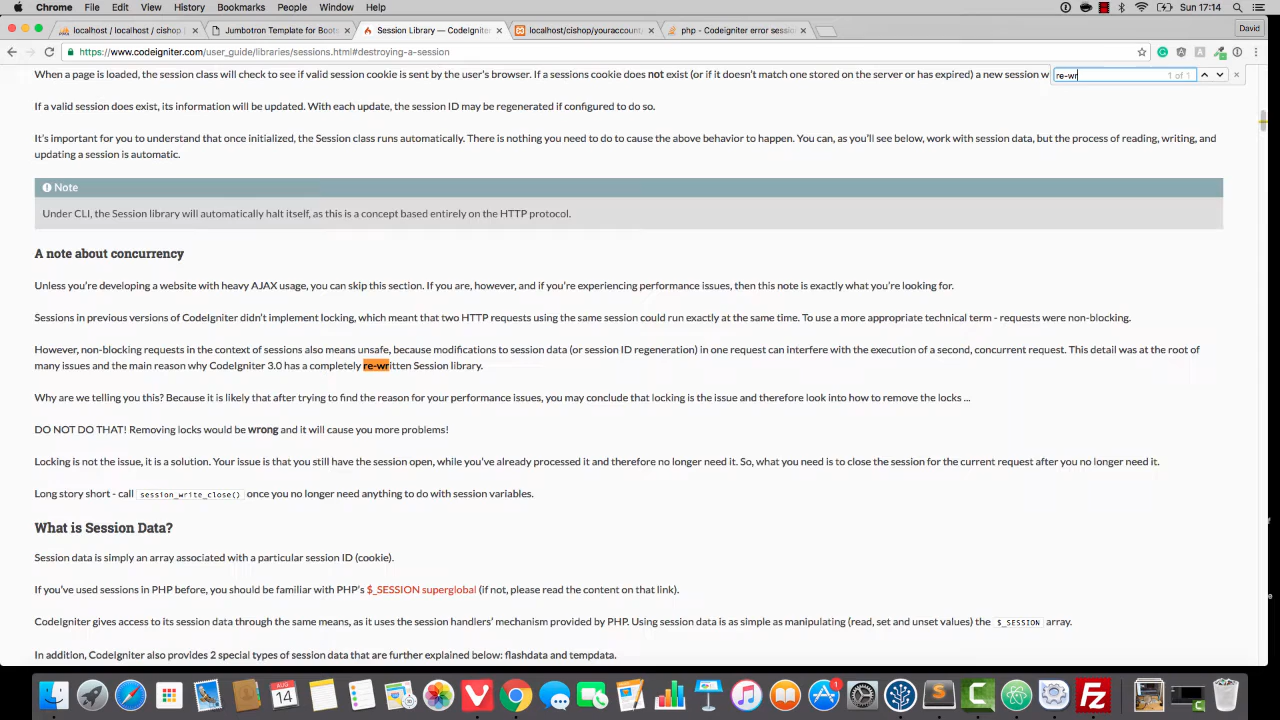 Chrome File Edit View History Bookmarks People Window Help Sun 17:14
localhost / localhost / cishop | Jumbotron Template for Boots Session Library — CodeIgnite localhost/cishop/youraccount php - Codeigniter error session David
https://www.codeigniter.com/user_guide/libraries/sessions.html#destroying-a-session
When a page is loaded, the session class will check to see if valid session cookie is sent by the user's browser. If a sessions cookie does not exist (or if it doesn't match one stored on the server or has expired) a new session w
re-wr 1 of 1
If a valid session does exist, its information will be updated. With each update, the session ID may be regenerated if configured to do so.
It's important for you to understand that once initialized, the Session class runs automatically. There is nothing you need to do to cause the above behavior to happen. You can, as you'll see below, work with session data, but the process of reading, writing, and
updating a session is automatic.
Note
Under CLI, the Session library will automatically halt itself, as this is a concept based entirely on the HTTP protocol.
A note about concurrency
Unless you're developing a website with heavy AJAX usage, you can skip this section. If you are, however, and if you're experiencing performance issues, then this note is exactly what you're looking for.
Sessions in previous versions of CodeIgniter didn't implement locking, which meant that two HTTP requests using the same session could run exactly at the same time. To use a more appropriate technical term - requests were non-blocking.
However, non-blocking requests in the context of sessions also means unsafe, because modifications to session data (or session ID regeneration) in one request can interfere with the execution of a second, concurrent request. This detail was at the root of
many issues and the main reason why CodeIgniter 3.0 has a completely re-written Session library.
Why are we telling you this? Because it is likely that after trying to find the reason for your performance issues, you may conclude that locking is the issue and therefore look into how to remove the locks ...
DO NOT DO THAT! Removing locks would be wrong and it will cause you more problems!
Locking is not the issue, it is a solution. Your issue is that you still have the session open, while you've already processed it and therefore no longer need it. So, what you need is to close the session for the current request after you no longer need it.
Long story short - call session_write_close() once you no longer need anything to do with session variables.
What is Session Data?
Session data is simply an array associated with a particular session ID (cookie).
If you've used sessions in PHP before, you should be familiar with PHP's $_SESSION superglobal (if not, please read the content on that link).
CodeIgniter gives access to its session data through the same means, as it uses the session handlers' mechanism provided by PHP. Using session data is as simple as manipulating (read, set and unset values) the $_SESSION array.
In addition, CodeIgniter also provides 2 special types of session data that are further explained below: flashdata and tempdata.
AUG
14
1